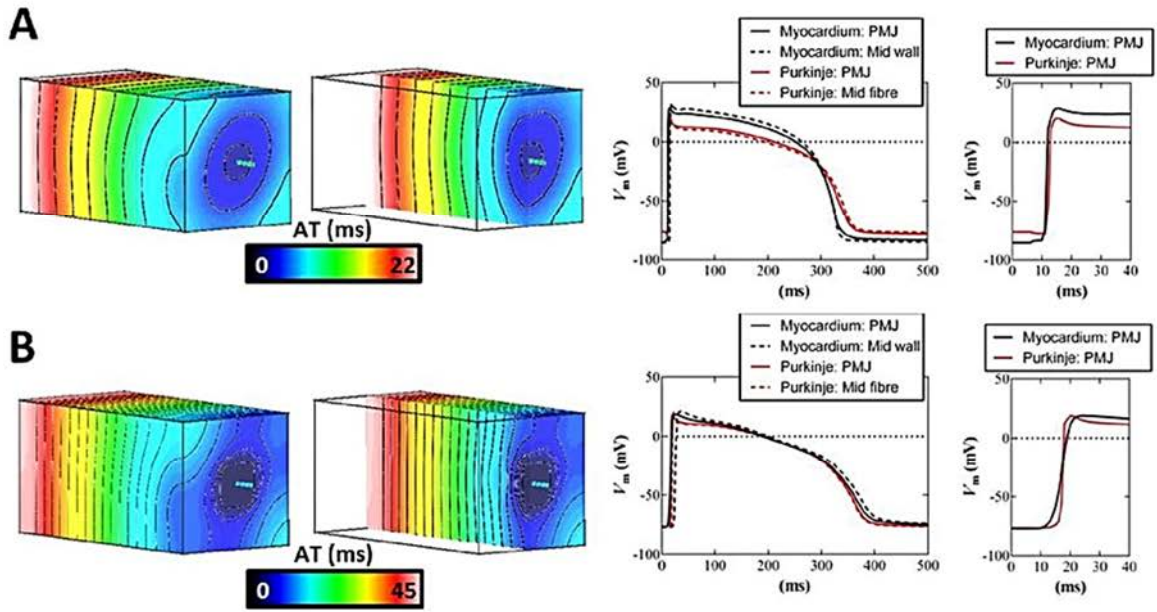 A
AT (ms)
0 22
Myocardium: PMJ
Myocardium: Mid wall
Purkinje: PMJ
Purkinje: Mid fibre
50
0
-50
-100
Vm (mV)
0 100 200 300 400 500
(ms)
Myocardium: PMJ
Purkinje: PMJ
50
0
-50
-100
Vm (mV)
0 10 20 30 40
(ms)
B
AT (ms)
0 45
Myocardium: PMJ
Myocardium: Mid wall
Purkinje: PMJ
Purkinje: Mid fibre
50
0
-50
-100
Vm (mV)
0 100 200 300 400 500
(ms)
Myocardium: PMJ
Purkinje: PMJ
50
0
-50
-100
Vm (mV)
0 10 20 30 40
(ms)